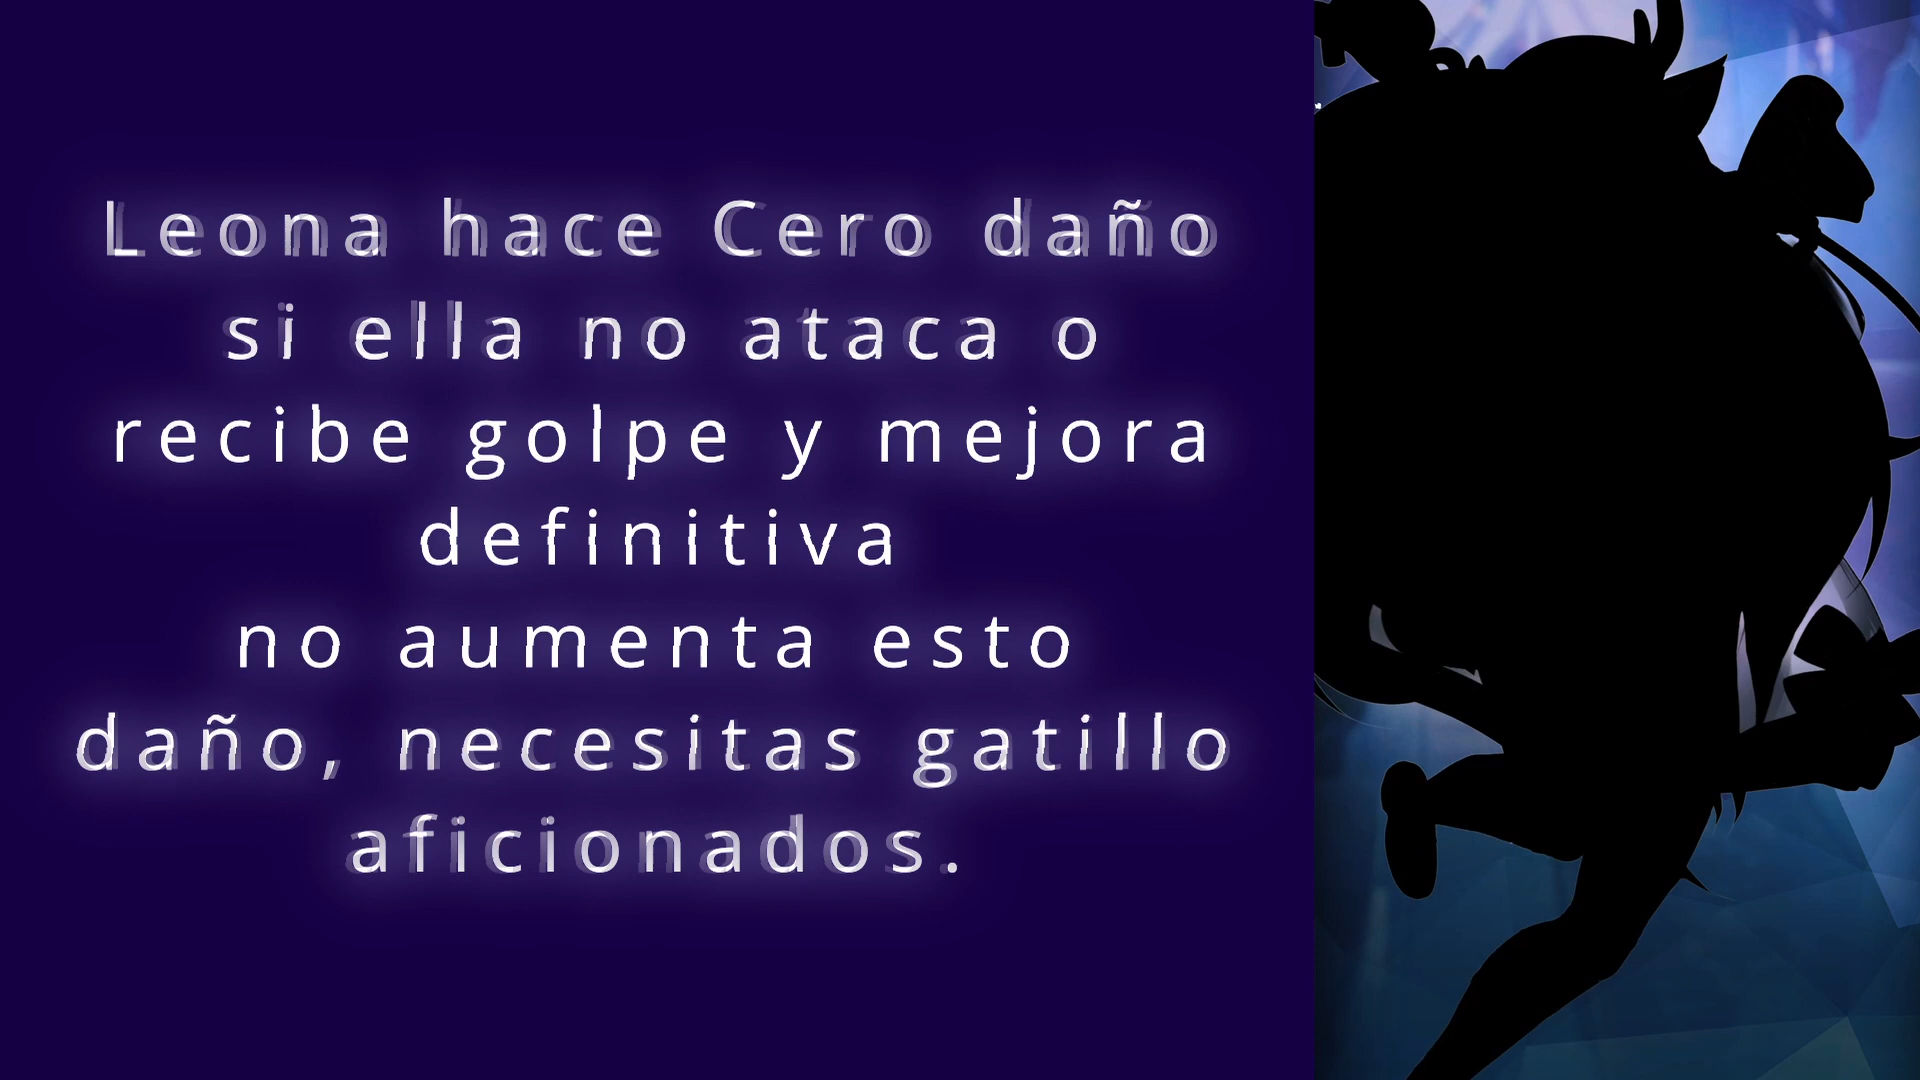 Leona hace Cero daño
si ella no ataca o
recibe golpe y mejora
definitiva
no aumenta esto
daño, necesitas gatillo
aficionados.